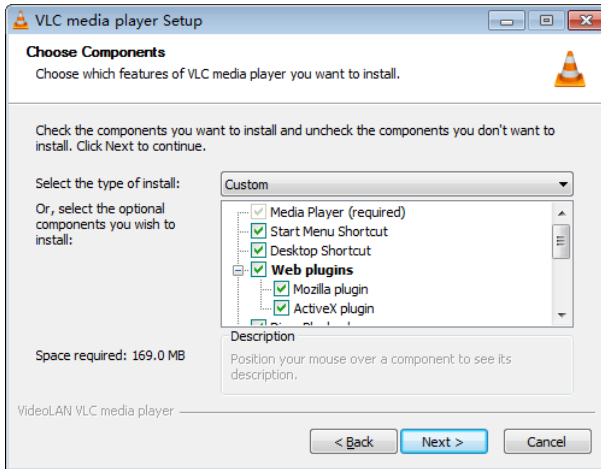 VLC media player Setup
Choose Components
Choose which features of VLC media player you want to install.
Check the components you want to install and uncheck the components you don't want to
install. Click Next to continue.
Select the type of install:
Custom
Or, select the optional
components you wish to
install:
Media Player (required)
Start Menu Shortcut
Desktop Shortcut
Web plugins
Mozilla plugin
ActiveX plugin
Space required: 169.0 MB
Description
Position your mouse over a component to see its
description.
VideoLAN VLC media player
< Back
Next >
Cancel